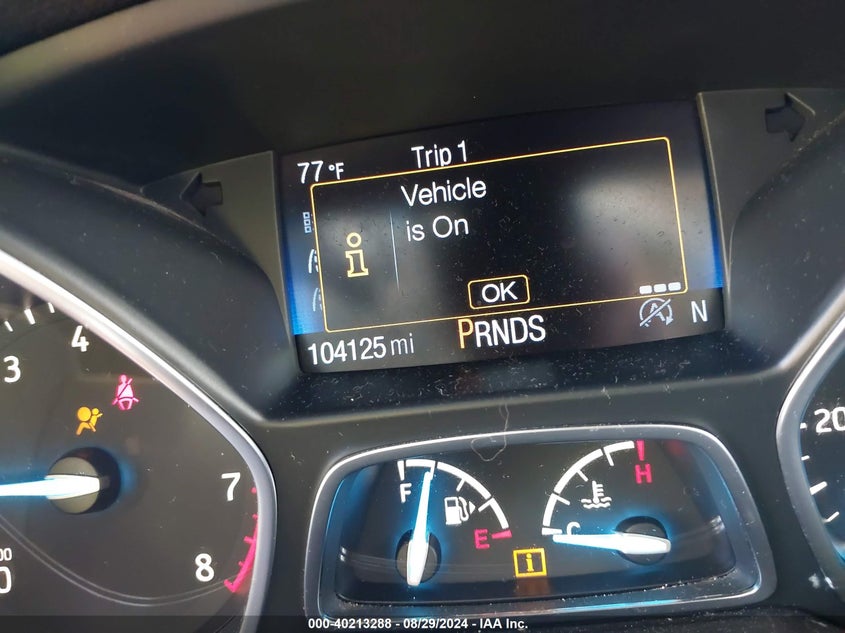 77 °F Trip 1
Vehicle
is On
i
OK
104125 mi PRNDS N
3 4
7
8
F E
C H
i
20
000-40213288 - 08/29/2024 - IAA Inc.